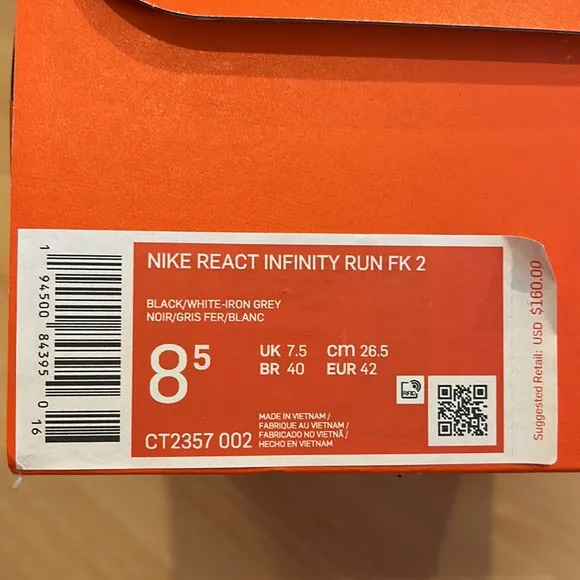 NIKE REACT INFINITY RUN FK 2
BLACK/WHITE-IRON GREY
NOIR/GRIS FER/BLANC
8⁵
UK 7.5 cm 26.5
BR 40 EUR 42
MADE IN VIETNAM /
FABRIQUE AU VIETNAM /
FABRICADO NO VIETNÃ /
HECHO EN VIETNAM
CT2357 002
RFID
1 94500 84395 0 16
Suggested Retail: USD $160.00